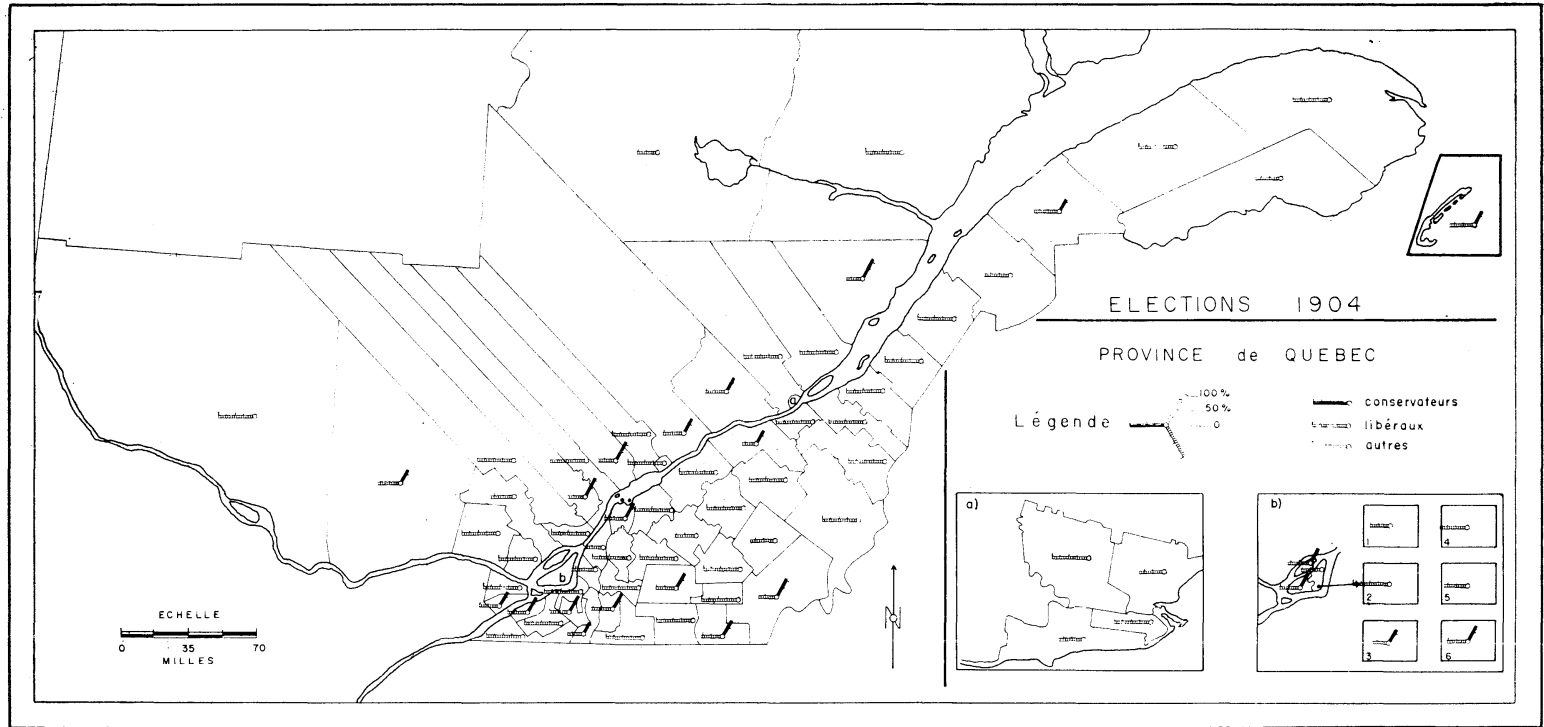 ELECTIONS 1904
PROVINCE de QUEBEC
Légende
100%
50%
0
conservateurs
libéraux
autres
a
b
ECHELLE
0 35 70
MILLES
N
a)
b)
1
4
2
5
3
6